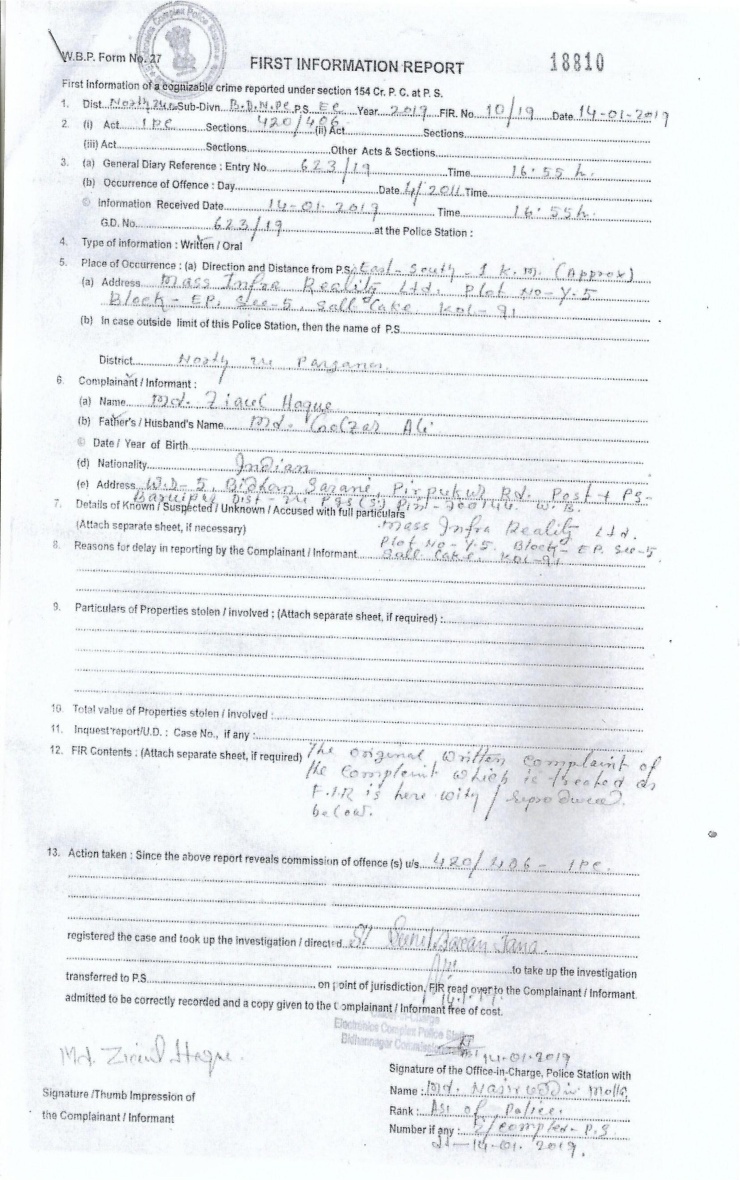 W.B.P. Form No. 27
FIRST INFORMATION REPORT
18810
First information of a cognizable crime reported under section 154 Cr. P. C. at P. S.
1. Dist. North 24 Sub-Divn. B.D.N.PC P.S. EC Year 2019 FIR. No. 10/19 Date 14-01-2019
2. (i) Act IPC Sections 420/406 (ii) Act Sections
(iii) Act Sections Other Acts & Sections
3. (a) General Diary Reference : Entry No. 623/19 Time 16:55 h.
(b) Occurrence of Offence : Day Date 4/2011 Time
Information Received Date 14-01-2019 Time 16:55 h.
G.D. No. 623/19 at the Police Station :
4. Type of information : Written / Oral
5. Place of Occurrence : (a) Direction and Distance from P.S. East-South - 1 K.M. (Approx)
(a) Address Mass Infra Reality Ltd. Plot No-Y-5
Block- EP, Sec-5, Salt Cake KOL-91
(b) In case outside limit of this Police Station, then the name of P.S.
District North Parganas
6. Complainant / Informant :
(a) Name Md. Ziaul Haque
(b) Father's / Husband's Name Md. Golzar Ali
Date / Year of Birth
(d) Nationality Indian
(e) Address W.D-5, Bidhan Sarani, Pirpukur Rd. Post + PS-
Baruipur Dist- Pgs(S) Pin- 700144. W.B.
7. Details of Known / Suspected / Unknown / Accused with full particulars
(Attach separate sheet, if necessary) Mass Infra Reality Ltd.
Plot No-Y-5. Block- EP. Sec-5
8. Reasons for delay in reporting by the Complainant / Informant Salt Cake. KOL-91
9. Particulars of Properties stolen / involved ; (Attach separate sheet, if required) :
10. Total value of Properties stolen / involved :
11. Inquest report/U.D. : Case No., if any :
12. FIR Contents : (Attach separate sheet, if required) The original written complaint of
the complaint which is treated as
F.I.R is here with / reproduced
below.
13. Action taken : Since the above report reveals commission of offence (s) u/s. 420/406 - IPC.
registered the case and took up the investigation / directed SI Jana.
to take up the investigation
transferred to P.S. on point of jurisdiction, FIR read over to the Complainant / Informant.
admitted to be correctly recorded and a copy given to the Complainant / Informant free of cost.
Electronics Complex Police
Bidhannagar
14-01-2019
Md. Ziaul Haque.
Signature of the Office-in-Charge, Police Station with
Signature /Thumb Impression of
the Complainant / Informant
Name : Md. Nasiruddin Molla
Rank : ASI of Police.
Number if any : E/Complex- P.S
14-01-2019.